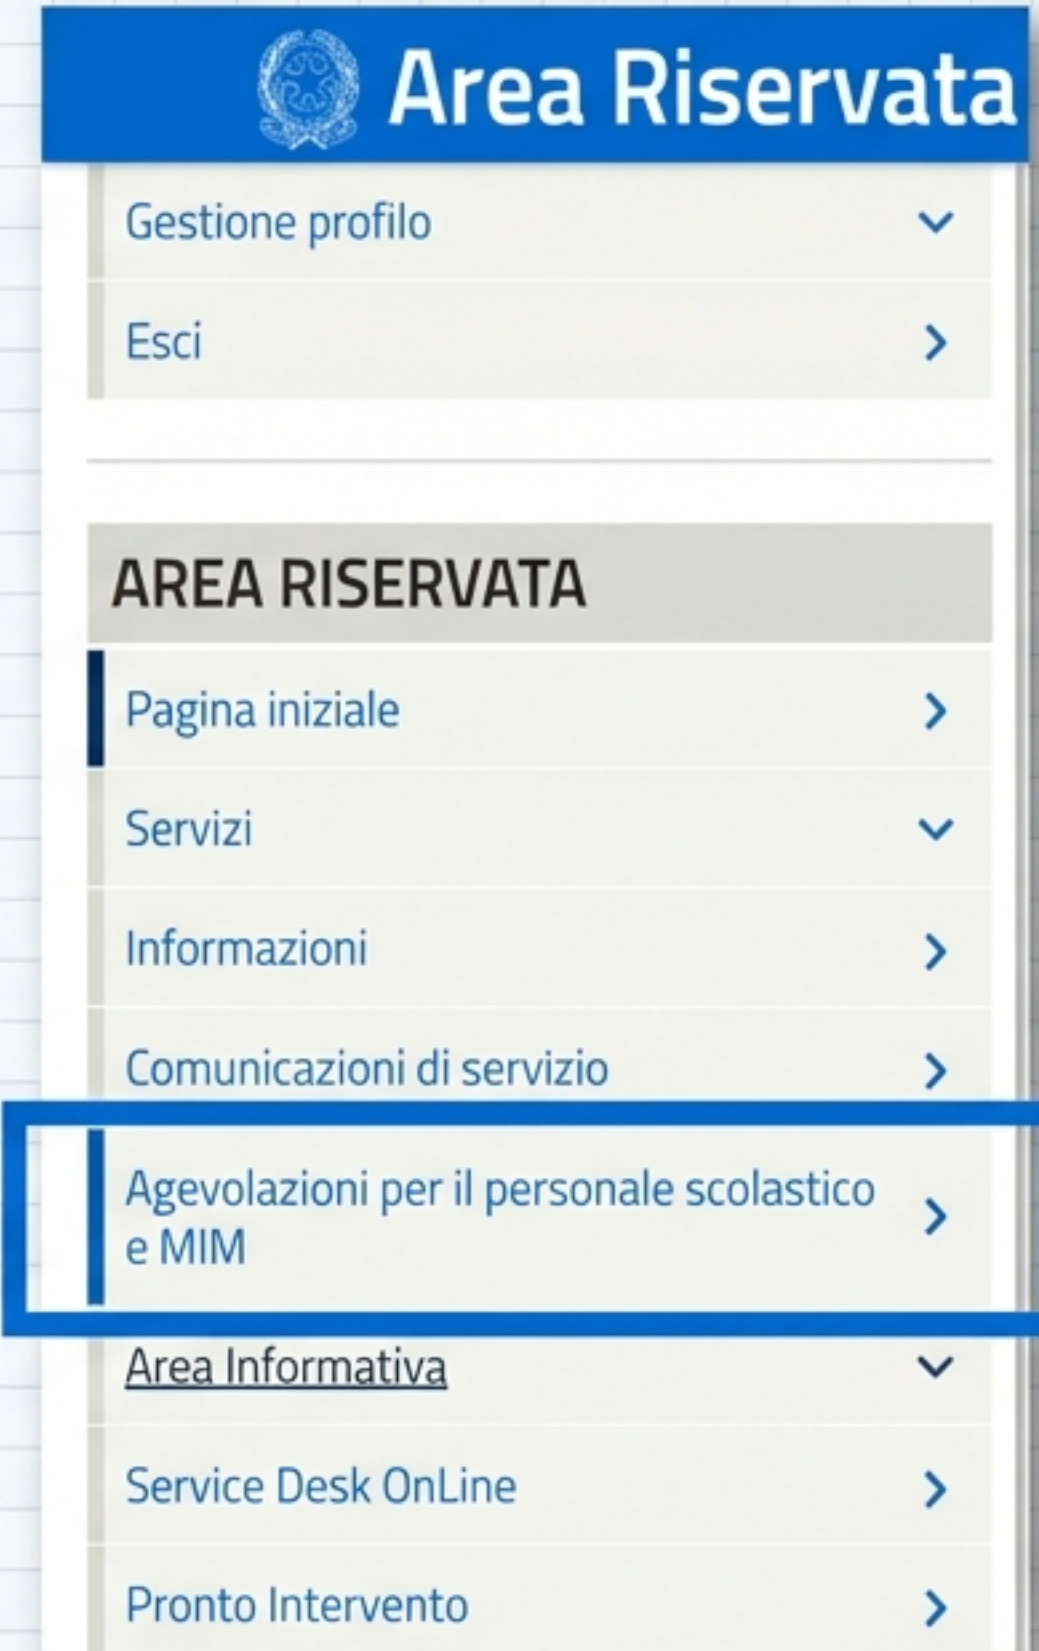 Area Riservata
Gestione profilo
Esci
AREA RISERVATA
Pagina iniziale
Servizi
Informazioni
Comunicazioni di servizio
Agevolazioni per il personale scolastico
e MIM
Area Informativa
Service Desk OnLine
Pronto Intervento